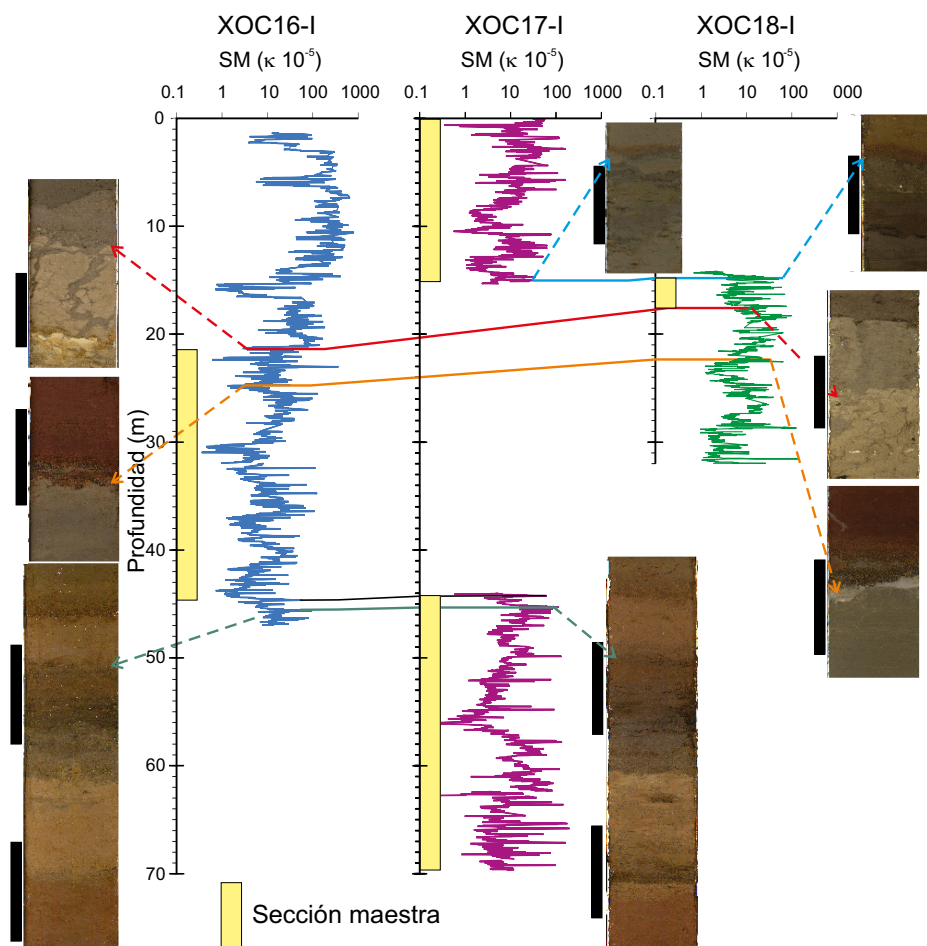 XOC16-I XOC17-I XOC18-I
SM (κ 10-5) SM (κ 10-5) SM (κ 10-5)
0.1 1 10 100 1000 0.1 1 10 100 1000 0.1 1 10 100 000
0
10
20
30
40
50
60
70
Profundidad (m)
Sección maestra